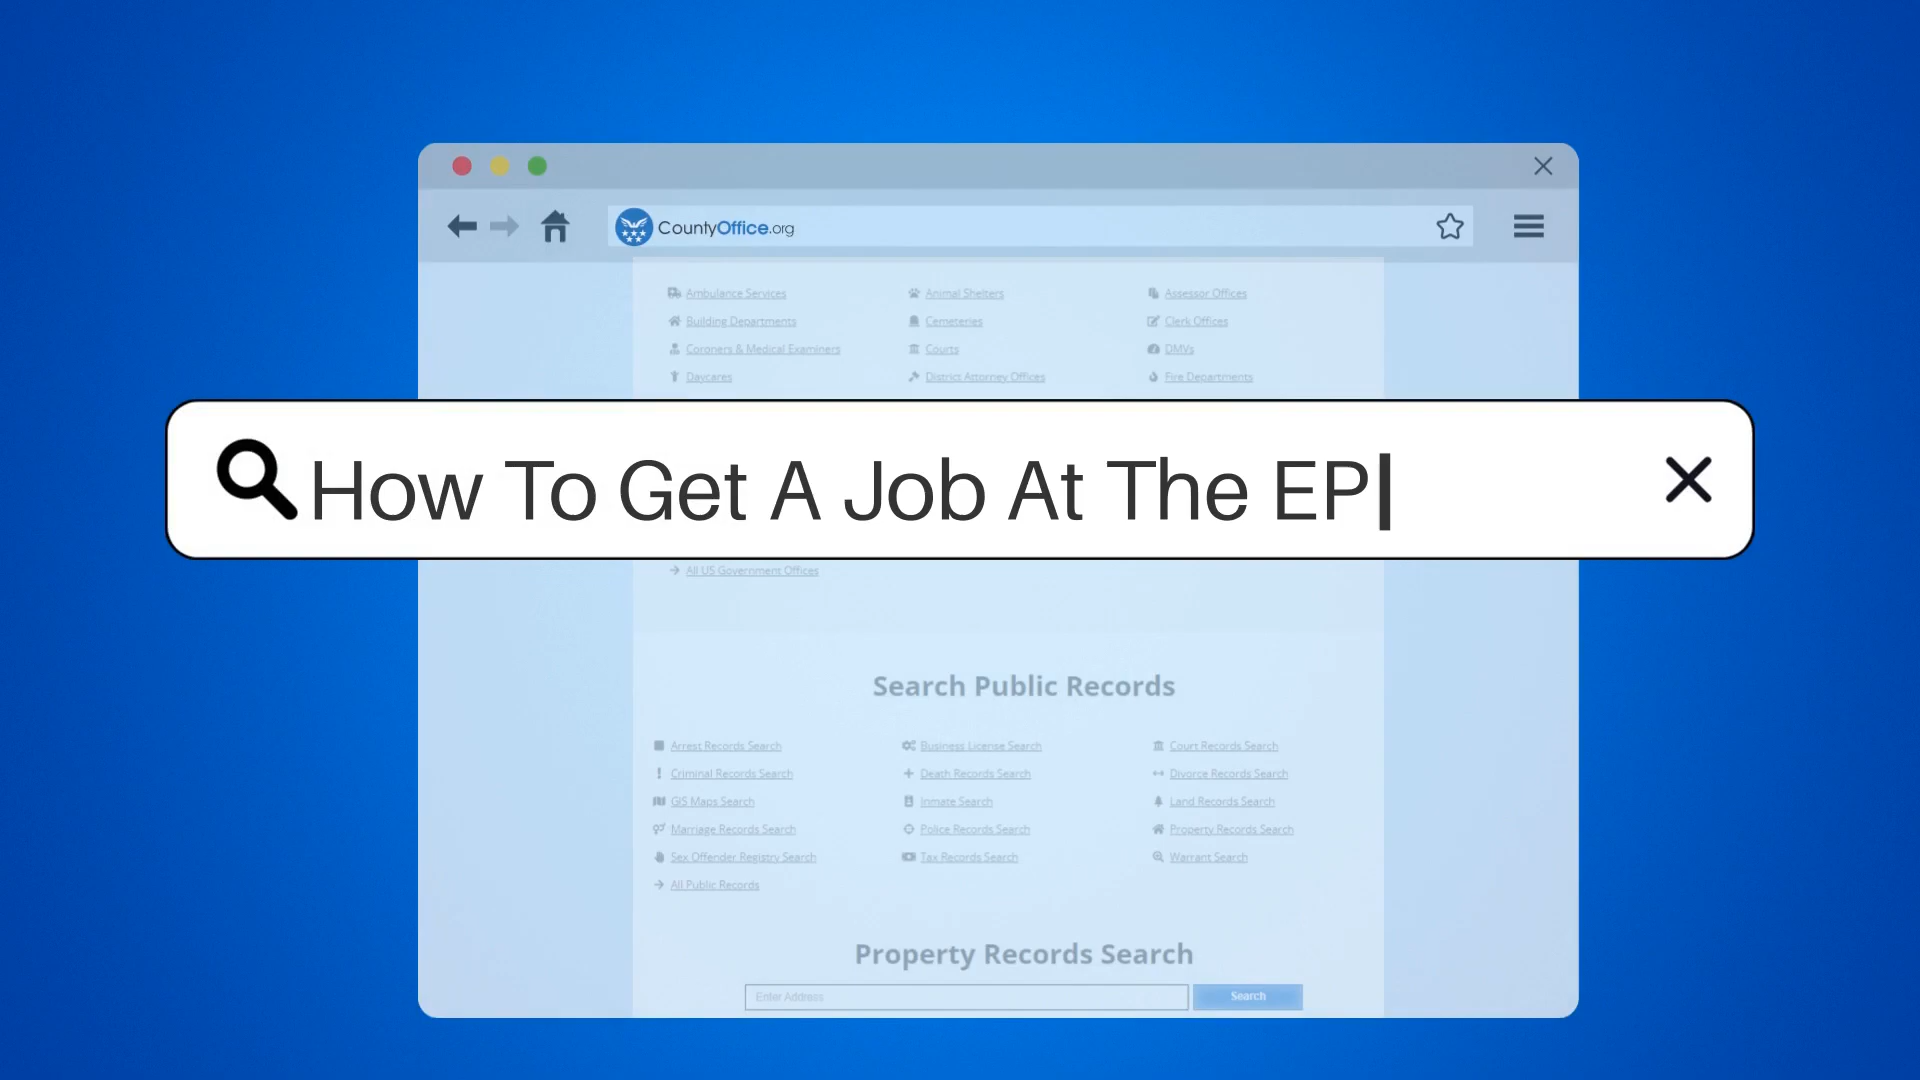 CountyOffice.org
Ambulance Services Animal Shelters Assessor Offices
Building Departments Cemeteries Clerk Offices
Coroners & Medical Examiners Courts DMVs
Daycares District Attorney Offices Fire Departments
How To Get A Job At The EP
All US Government Offices
Search Public Records
Arrest Records Search Business License Search Court Records Search
Criminal Records Search Death Records Search Divorce Records Search
GIS Maps Search Inmate Search Land Records Search
Marriage Records Search Police Records Search Property Records Search
Sex Offender Registry Search Tax Records Search Warrant Search
All Public Records
Property Records Search
Enter Address Search